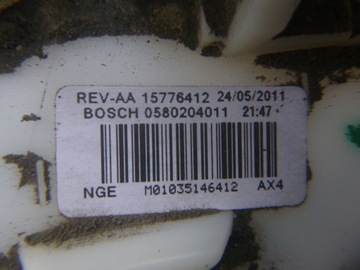 REV-AA 15776412 24/05/2011
BOSCH 0580204011 21:47
NGE M01035146412 AX4